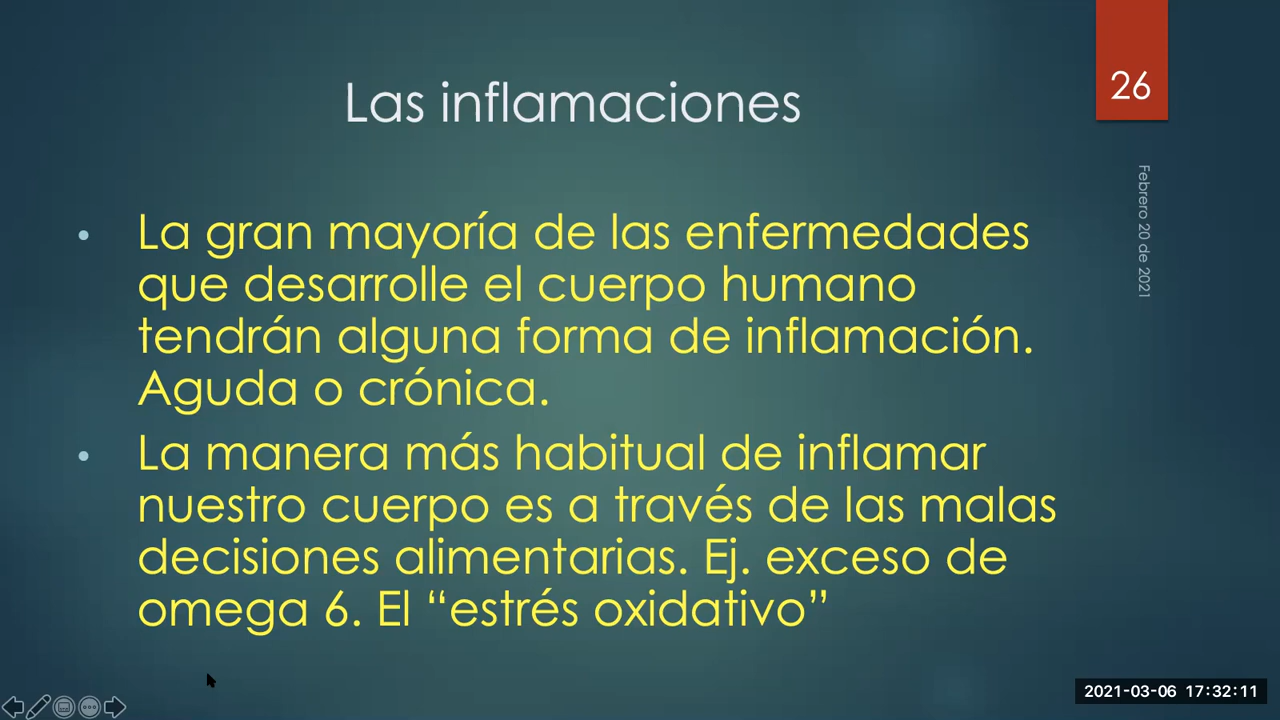 Las inflamaciones
26
Febrero 20 de 2021
• La gran mayoría de las enfermedades
que desarrolle el cuerpo humano
tendrán alguna forma de inflamación.
Aguda o crónica.
• La manera más habitual de inflamar
nuestro cuerpo es a través de las malas
decisiones alimentarias. Ej. exceso de
omega 6. El “estrés oxidativo”
2021-03-06 17:32:11